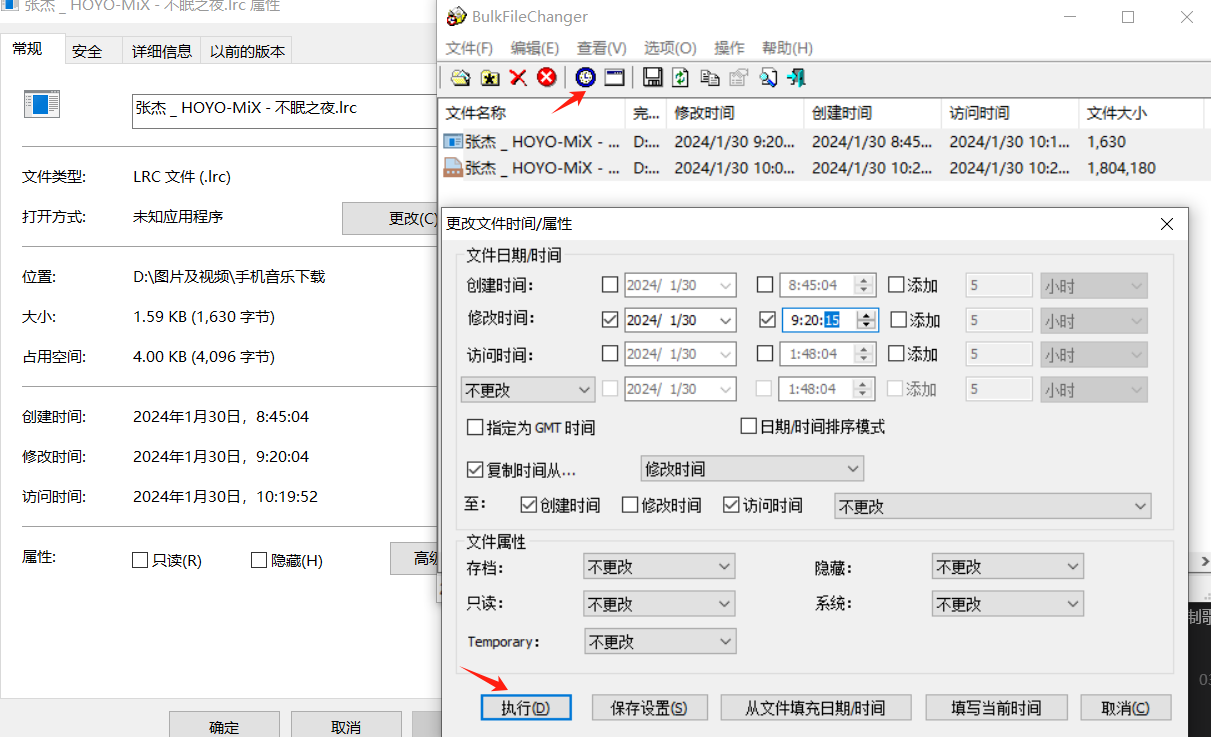 张杰 _ HOYO-MiX - 不眠之夜.lrc 属性
常规 安全 详细信息 以前的版本
张杰 _ HOYO-MiX - 不眠之夜.lrc
文件类型: LRC 文件 (.lrc)
打开方式: 未知应用程序 更改(C)
位置: D:\图片及视频\手机音乐下载
大小: 1.59 KB (1,630 字节)
占用空间: 4.00 KB (4,096 字节)
创建时间: 2024年1月30日，8:45:04
修改时间: 2024年1月30日，9:20:04
访问时间: 2024年1月30日，10:19:52
属性: 只读(R) 隐藏(H) 高级
确定 取消
BulkFileChanger
文件(F) 编辑(E) 查看(V) 选项(O) 操作 帮助(H)
文件名称 完... 修改时间 创建时间 访问时间 文件大小
张杰 _ HOYO-MiX - ... D:... 2024/1/30 9:20... 2024/1/30 8:45... 2024/1/30 10:1... 1,630
张杰 _ HOYO-MiX - ... D:... 2024/1/30 10:0... 2024/1/30 10:2... 2024/1/30 10:2... 1,804,180
更改文件时间/属性
文件日期/时间
创建时间: 2024/ 1/30 8:45:04 添加 5 小时
修改时间: 2024/ 1/30 9:20:15 添加 5 小时
访问时间: 2024/ 1/30 1:48:04 添加 5 小时
不更改 2024/ 1/30 1:48:04 添加 5 小时
指定为 GMT 时间 日期/时间排序模式
复制时间从... 修改时间
至: 创建时间 修改时间 访问时间 不更改
文件属性
存档: 不更改 隐藏: 不更改
只读: 不更改 系统: 不更改
Temporary: 不更改
执行(D) 保存设置(S) 从文件填充日期/时间 填写当前时间 取消(C)
制哥